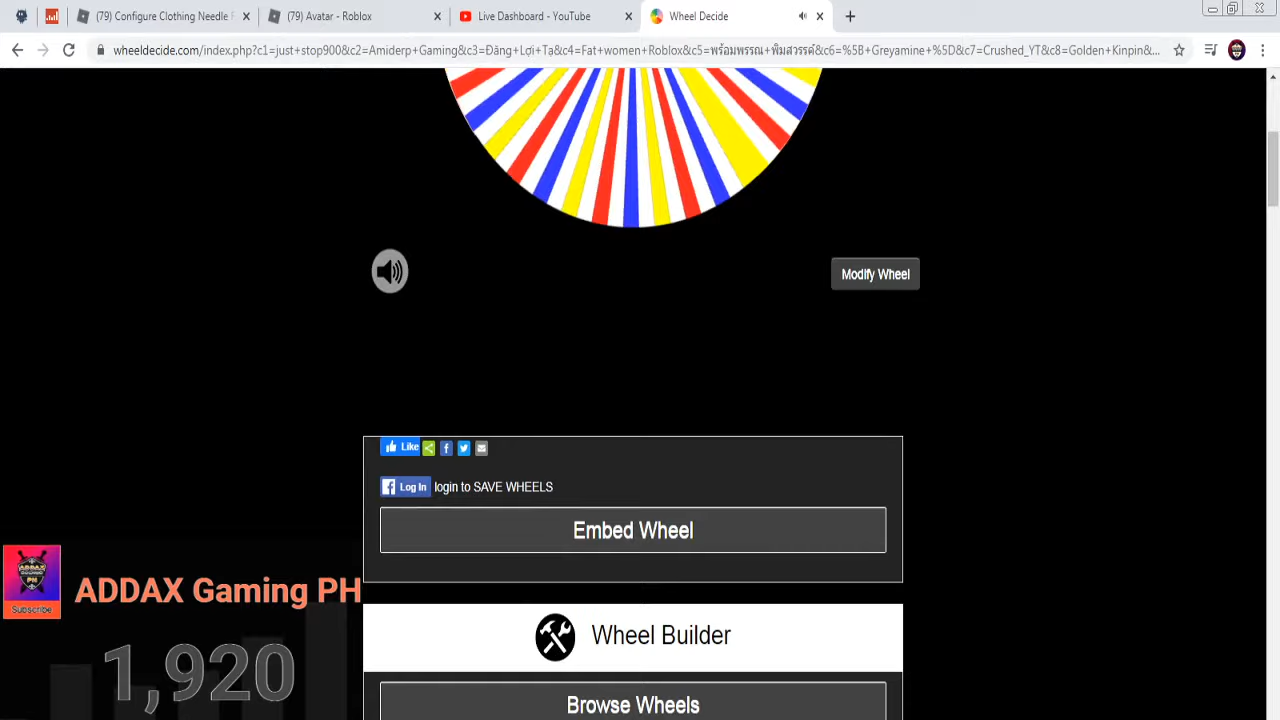 (79) Configure Clothing Needle F
(79) Avatar - Roblox
Live Dashboard - YouTube
Wheel Decide
wheeldecide.com/index.php?c1=just+stop900&c2=Amiderp+Gaming&c3=Đăng+Lợi+Tạ&c4=Fat+women+Roblox&c5=พร้อมพรรณ+พิมสวรรค์&c6=%5B+Greyamine+%5D&c7=Crushed_YT&c8=Golden+Kinpin&...
Modify Wheel
Like
Log In login to SAVE WHEELS
Embed Wheel
ADDAX Gaming PH
Subscribe
Wheel Builder
1,920
Browse Wheels